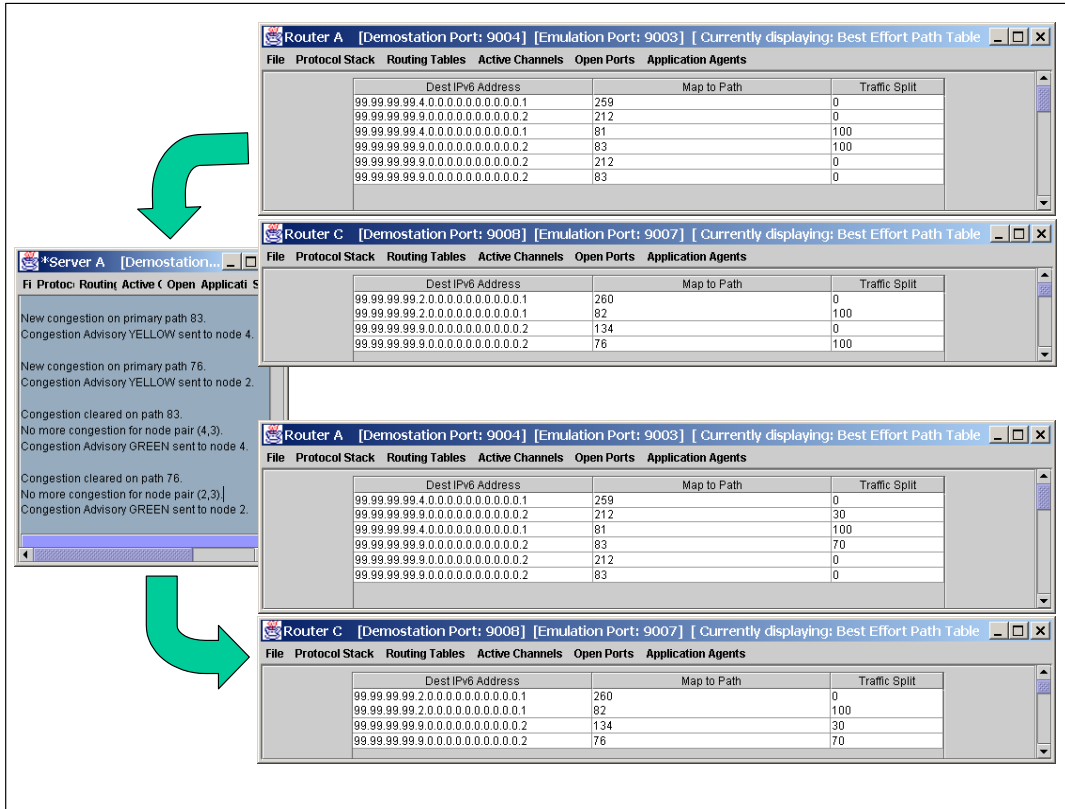 Router A [Demostation Port: 9004] [Emulation Port: 9003] [ Currently displaying: Best Effort Path Table
File Protocol Stack Routing Tables Active Channels Open Ports Application Agents
Dest IPv6 Address Map to Path Traffic Split
99.99.99.99.4.0.0.0.0.0.0.0.0.0.0.1 259 0
99.99.99.99.9.0.0.0.0.0.0.0.0.0.0.2 212 0
99.99.99.99.4.0.0.0.0.0.0.0.0.0.0.1 81 100
99.99.99.99.9.0.0.0.0.0.0.0.0.0.0.2 83 100
99.99.99.99.9.0.0.0.0.0.0.0.0.0.0.2 212 0
99.99.99.99.9.0.0.0.0.0.0.0.0.0.0.2 83 0
Router C [Demostation Port: 9008] [Emulation Port: 9007] [ Currently displaying: Best Effort Path Table
File Protocol Stack Routing Tables Active Channels Open Ports Application Agents
Dest IPv6 Address Map to Path Traffic Split
99.99.99.99.2.0.0.0.0.0.0.0.0.0.0.1 260 0
99.99.99.99.2.0.0.0.0.0.0.0.0.0.0.1 82 100
99.99.99.99.9.0.0.0.0.0.0.0.0.0.0.2 134 0
99.99.99.99.9.0.0.0.0.0.0.0.0.0.0.2 76 100
*Server A [Demostation...
Fi Protoc Routing Active ( Open Applicati S
New congestion on primary path 83.
Congestion Advisory YELLOW sent to node 4.
New congestion on primary path 76.
Congestion Advisory YELLOW sent to node 2.
Congestion cleared on path 83.
No more congestion for node pair (4,3).
Congestion Advisory GREEN sent to node 4.
Congestion cleared on path 76.
No more congestion for node pair (2,3).
Congestion Advisory GREEN sent to node 2.
Router A [Demostation Port: 9004] [Emulation Port: 9003] [ Currently displaying: Best Effort Path Table
File Protocol Stack Routing Tables Active Channels Open Ports Application Agents
Dest IPv6 Address Map to Path Traffic Split
99.99.99.99.4.0.0.0.0.0.0.0.0.0.0.1 259 0
99.99.99.99.9.0.0.0.0.0.0.0.0.0.0.2 212 30
99.99.99.99.4.0.0.0.0.0.0.0.0.0.0.1 81 100
99.99.99.99.9.0.0.0.0.0.0.0.0.0.0.2 83 70
99.99.99.99.9.0.0.0.0.0.0.0.0.0.0.2 212 0
99.99.99.99.9.0.0.0.0.0.0.0.0.0.0.2 83 0
Router C [Demostation Port: 9008] [Emulation Port: 9007] [ Currently displaying: Best Effort Path Table
File Protocol Stack Routing Tables Active Channels Open Ports Application Agents
Dest IPv6 Address Map to Path Traffic Split
99.99.99.99.2.0.0.0.0.0.0.0.0.0.0.1 260 0
99.99.99.99.2.0.0.0.0.0.0.0.0.0.0.1 82 100
99.99.99.99.9.0.0.0.0.0.0.0.0.0.0.2 134 30
99.99.99.99.9.0.0.0.0.0.0.0.0.0.0.2 76 70